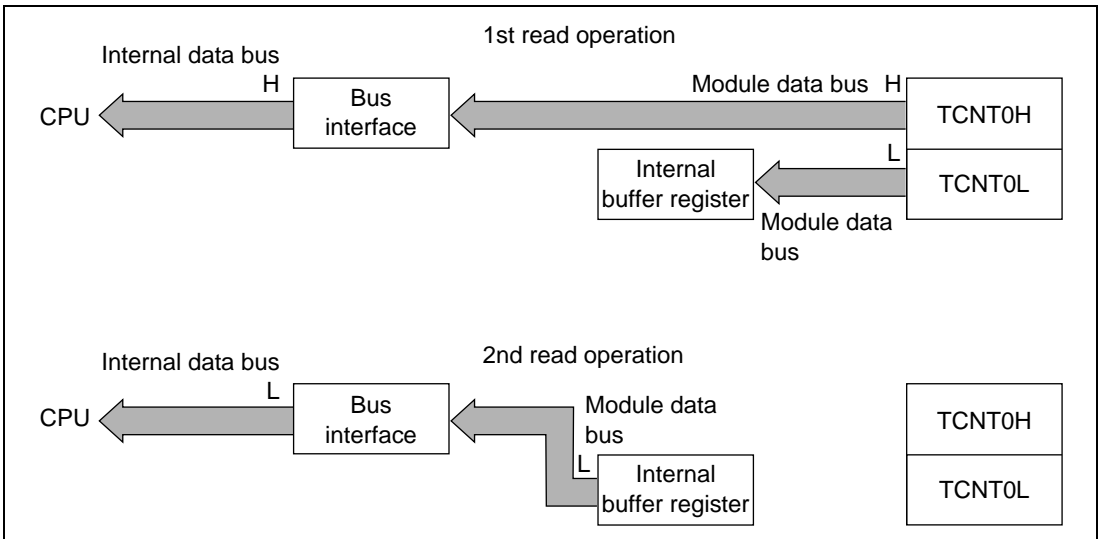 1st read operation
Internal data bus
H
Module data bus H
CPU
Bus
interface
TCNT0H
L
Internal
buffer register
TCNT0L
Module data
bus
2nd read operation
Internal data bus
L
CPU
Bus
interface
Module data
bus
TCNT0H
L
Internal
buffer register
TCNT0L